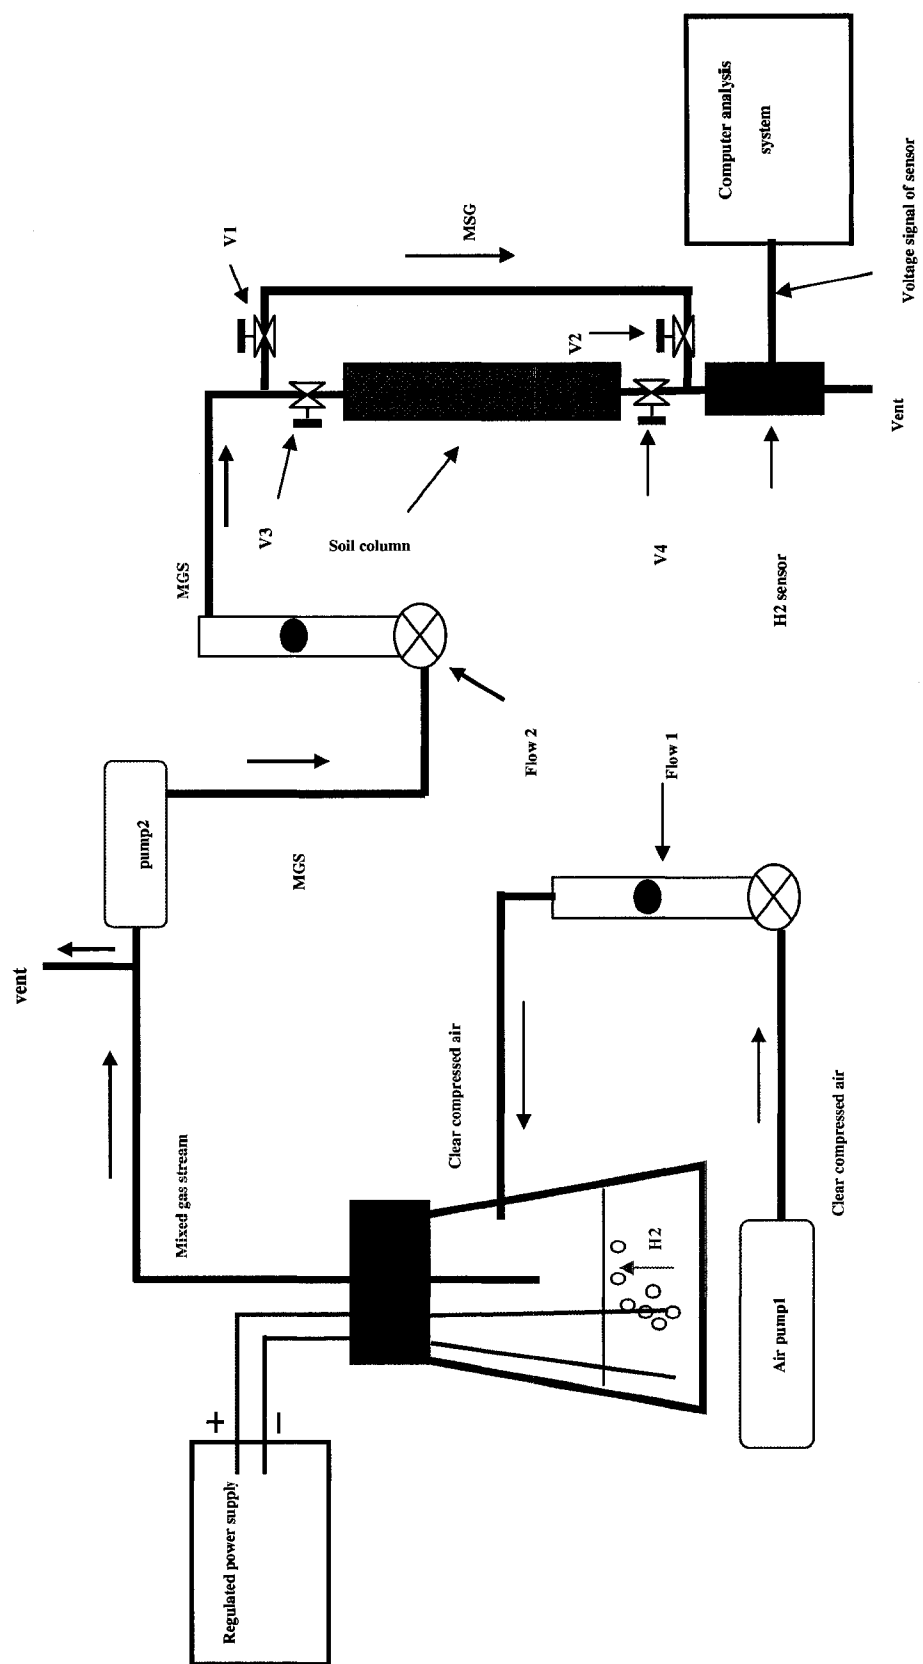 Regulated power supply
+
−
Mixed gas stream
vent
pump2
MGS
Flow 2
MGS
V3
Soil column
V1
MSG
V2
V4
H2 sensor
Vent
Computer analysis
system
Voltage signal of sensor
Flow 1
Clear compressed air
H2
Air pump1
Clear compressed air